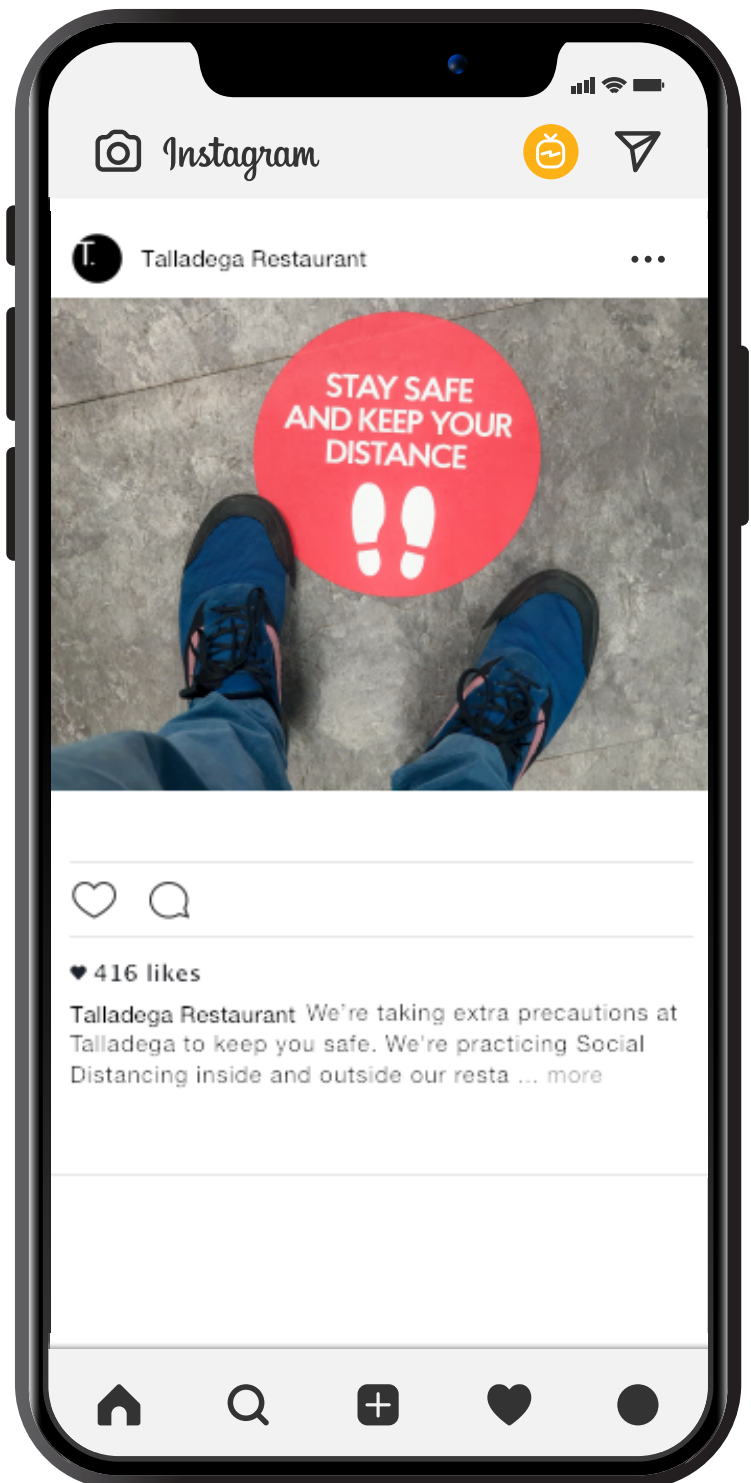 Instagram
T.
Talladega Restaurant
STAY SAFE
AND KEEP YOUR
DISTANCE
416 likes
Talladega Restaurant We're taking extra precautions at
Talladega to keep you safe. We're practicing Social
Distancing inside and outside our resta ... more